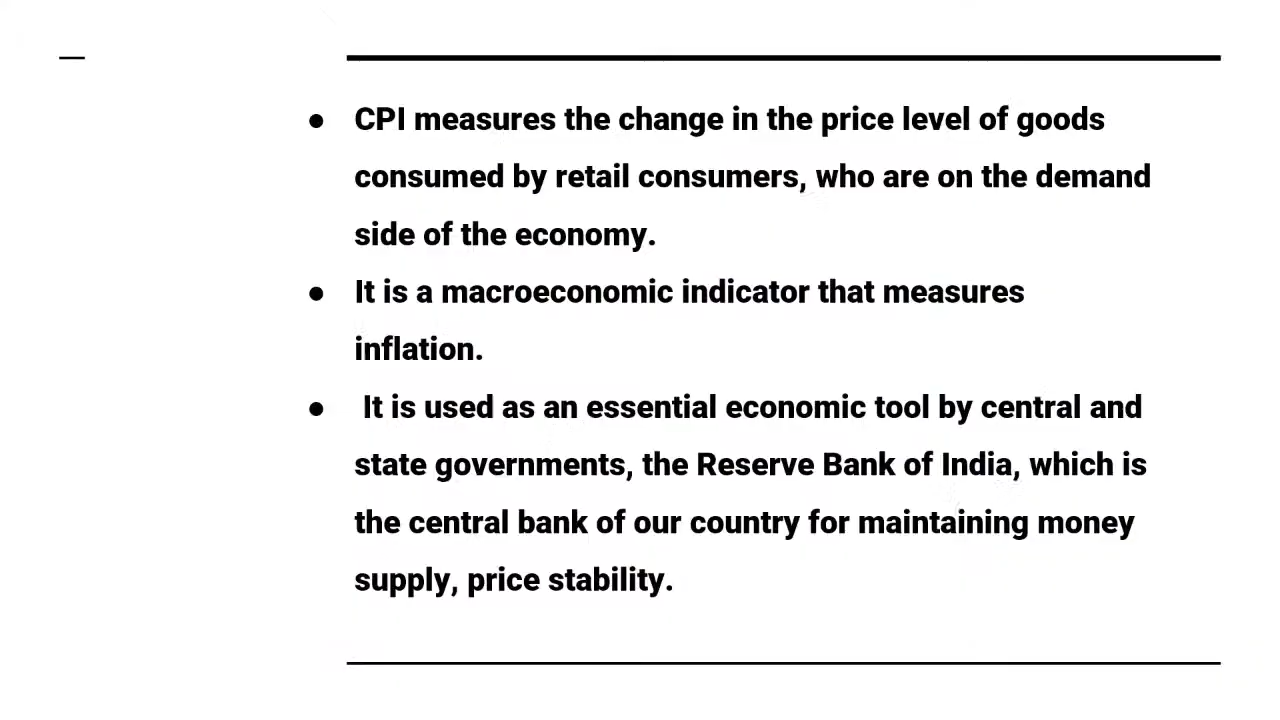 ● CPI measures the change in the price level of goods
consumed by retail consumers, who are on the demand
side of the economy.
● It is a macroeconomic indicator that measures
inflation.
● It is used as an essential economic tool by central and
state governments, the Reserve Bank of India, which is
the central bank of our country for maintaining money
supply, price stability.